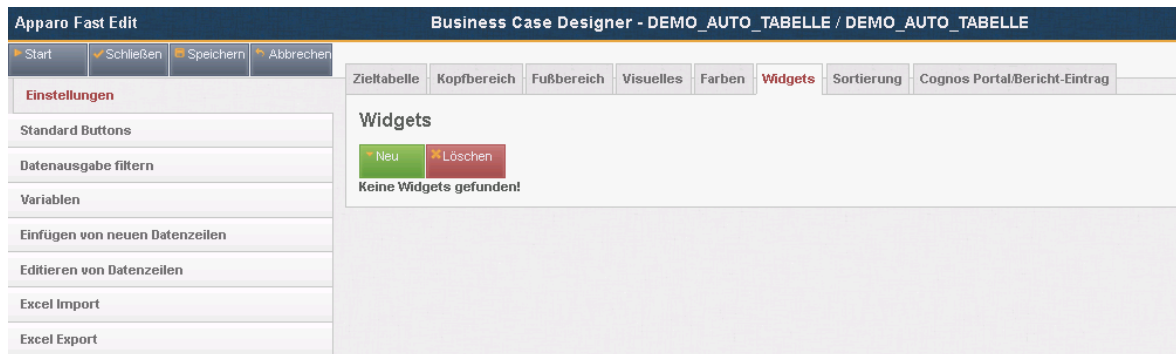 Apparo Fast Edit
Business Case Designer - DEMO_AUTO_TABELLE / DEMO_AUTO_TABELLE
Start Schließen Speichern Abbrechen
Zieltabelle Kopfbereich Fußbereich Visuelles Farben Widgets Sortierung Cognos Portal/Bericht-Eintrag
Einstellungen
Standard Buttons
Datenausgabe filtern
Variablen
Einfügen von neuen Datenzeilen
Editieren von Datenzeilen
Excel Import
Excel Export
Widgets
Neu Löschen
Keine Widgets gefunden!